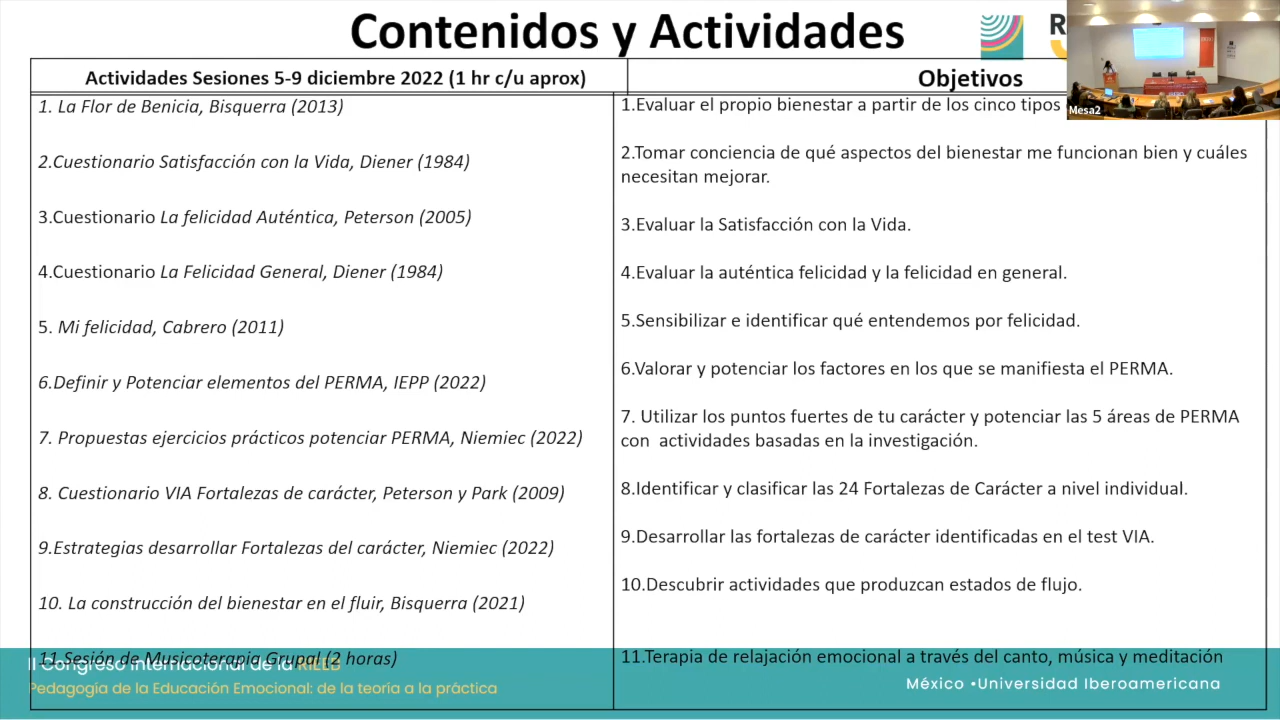 Contenidos y Actividades
R
Mesa2
Actividades Sesiones 5-9 diciembre 2022 (1 hr c/u aprox)
Objetivos
1. La Flor de Benicia, Bisquerra (2013)
2.Cuestionario Satisfacción con la Vida, Diener (1984)
3.Cuestionario La felicidad Auténtica, Peterson (2005)
4.Cuestionario La Felicidad General, Diener (1984)
5. Mi felicidad, Cabrero (2011)
6.Definir y Potenciar elementos del PERMA, IEPP (2022)
7. Propuestas ejercicios prácticos potenciar PERMA, Niemiec (2022)
8. Cuestionario VIA Fortalezas de carácter, Peterson y Park (2009)
9.Estrategias desarrollar Fortalezas del carácter, Niemiec (2022)
10. La construcción del bienestar en el fluir, Bisquerra (2021)
11.Sesión de Musicoterapia Grupal (2 horas)
1.Evaluar el propio bienestar a partir de los cinco tipos
2.Tomar conciencia de qué aspectos del bienestar me funcionan bien y cuáles
necesitan mejorar.
3.Evaluar la Satisfacción con la Vida.
4.Evaluar la auténtica felicidad y la felicidad en general.
5.Sensibilizar e identificar qué entendemos por felicidad.
6.Valorar y potenciar los factores en los que se manifiesta el PERMA.
7. Utilizar los puntos fuertes de tu carácter y potenciar las 5 áreas de PERMA
con actividades basadas en la investigación.
8.Identificar y clasificar las 24 Fortalezas de Carácter a nivel individual.
9.Desarrollar las fortalezas de carácter identificadas en el test VIA.
10.Descubrir actividades que produzcan estados de flujo.
11.Terapia de relajación emocional a través del canto, música y meditación
II Congreso Internacional de la RIEEB
Pedagogía de la Educación Emocional: de la teoría a la práctica
México •Universidad Iberoamericana